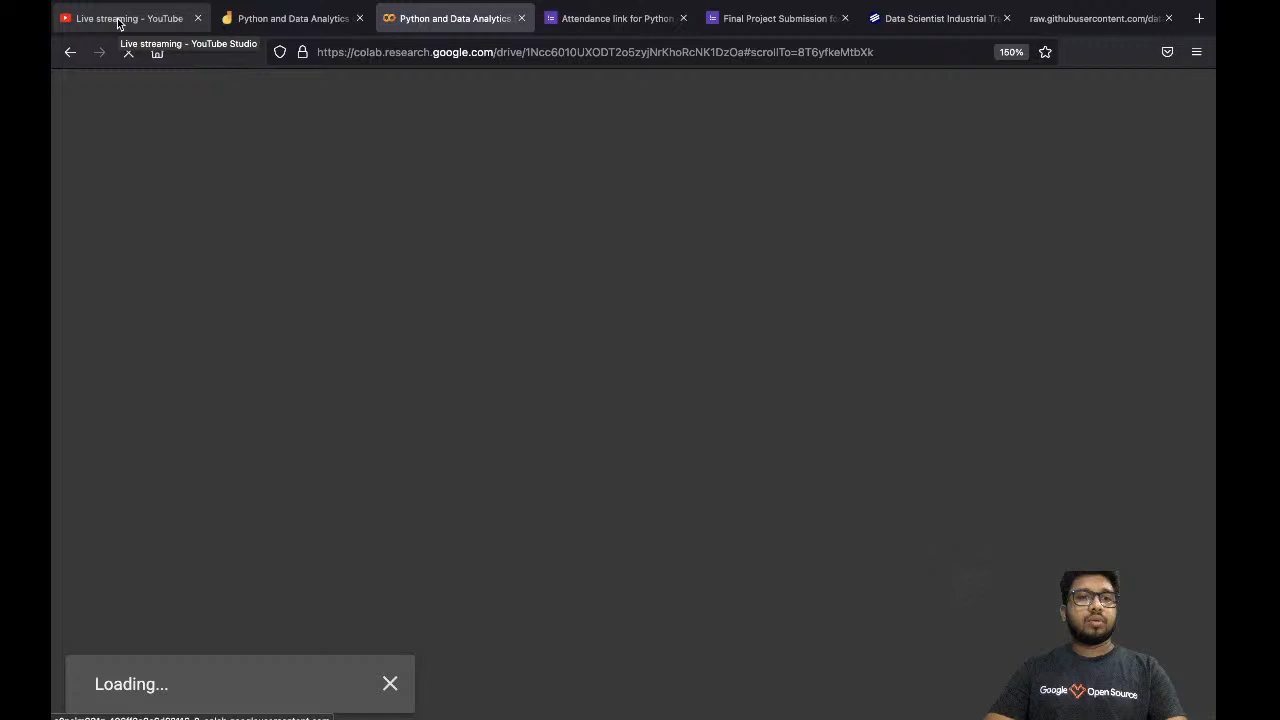 Live streaming - YouTube
Python and Data Analytics
Python and Data Analytics
Attendance link for Python
Final Project Submission fo
Data Scientist Industrial Tr
raw.githubusercontent.com/dat
Live streaming - YouTube Studio
https://colab.research.google.com/drive/1Ncc6010UXODT2o5zyjNrKhoRcNK1DzOa#scrollTo=8T6yfkeMtbXk
150%
Loading...
Google Open Source